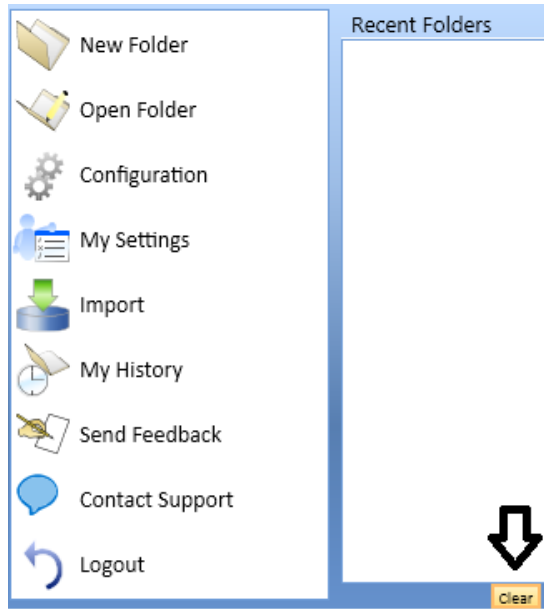 New Folder
Open Folder
Configuration
My Settings
Import
My History
Send Feedback
Contact Support
Logout
Recent Folders
Clear